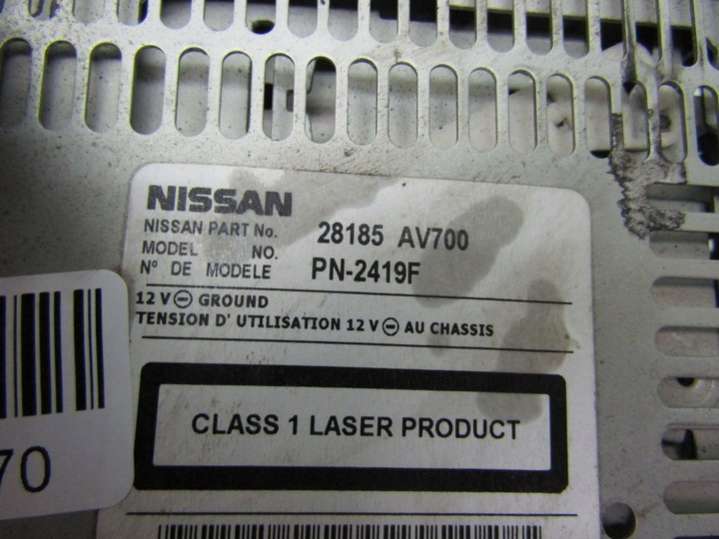 NISSAN
NISSAN PART No. 28185 AV700
MODEL NO.
Nº DE MODELE PN-2419F
12 V ⊖ GROUND
TENSION D' UTILISATION 12 V ⊖ AU CHASSIS
CLASS 1 LASER PRODUCT
70